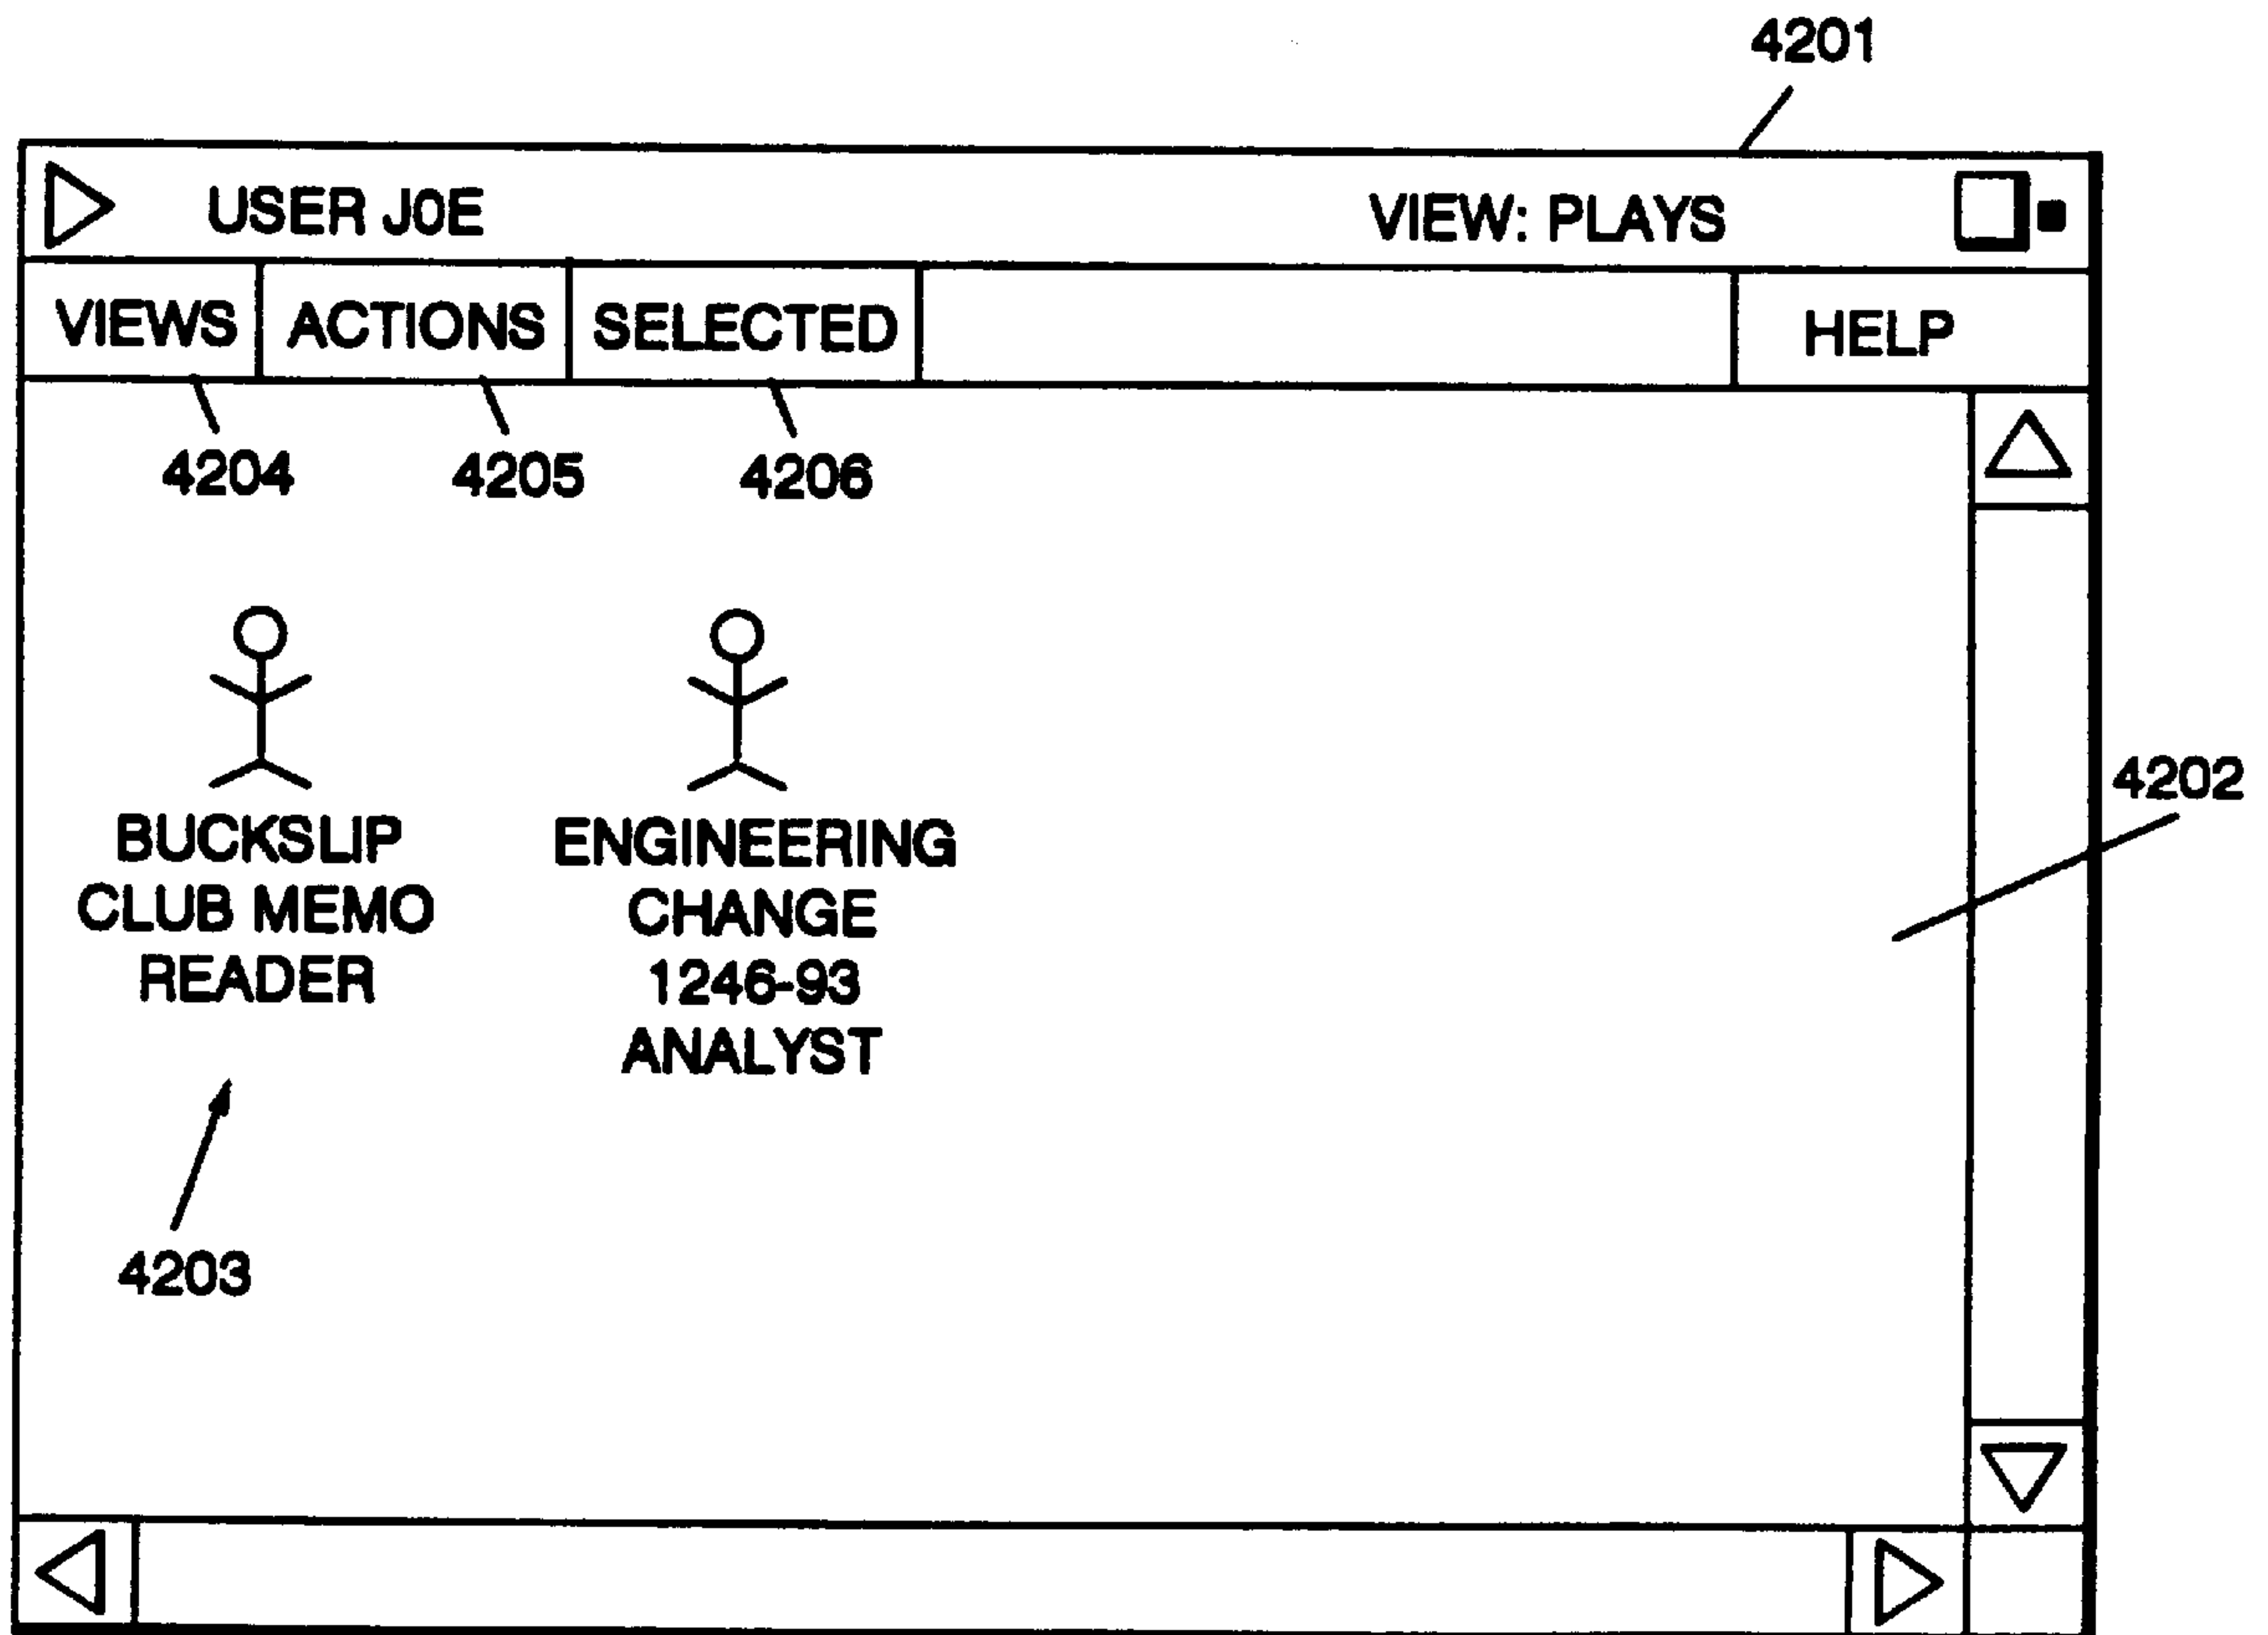 4201
USER JOE
VIEW: PLAYS
VIEWS
ACTIONS
SELECTED
HELP
4204
4205
4206
BUCKSLIP
CLUB MEMO
READER
ENGINEERING
CHANGE
1246-93
ANALYST
4202
4203